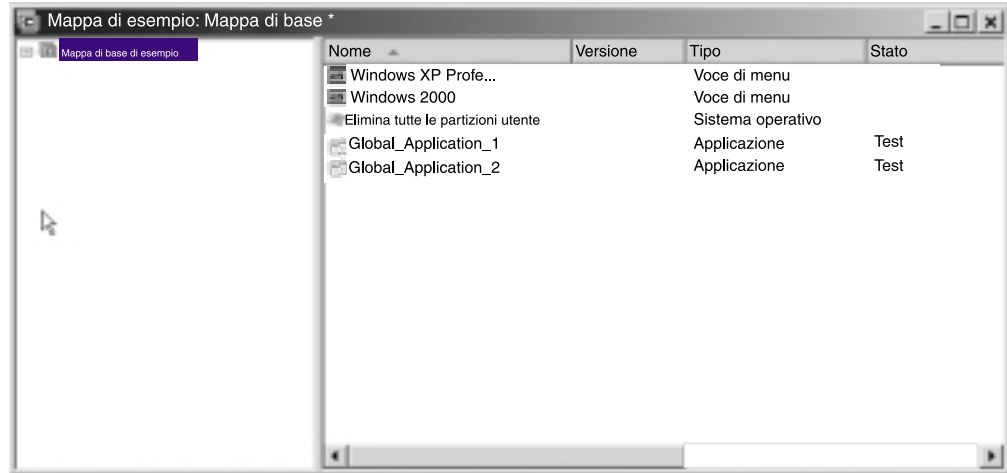 Mappa di esempio: Mappa di base *
Mappa di base di esempio
Nome Versione Tipo Stato
Windows XP Profe... Voce di menu
Windows 2000 Voce di menu
Elimina tutte le partizioni utente Sistema operativo
Global_Application_1 Applicazione Test
Global_Application_2 Applicazione Test